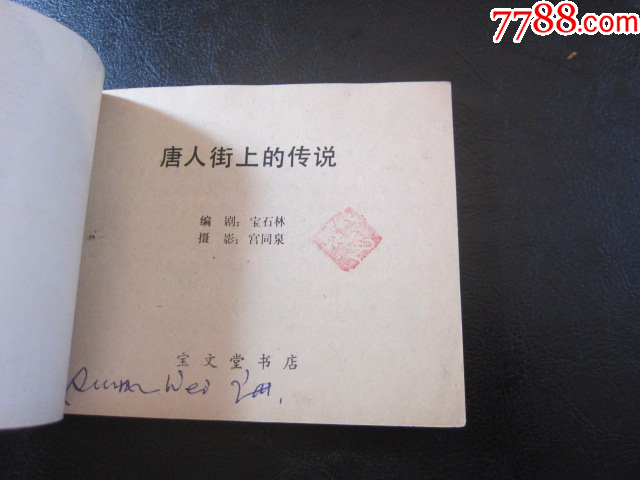 7788.com
唐人街上的传说
编 剧：宝石林
摄 影：宫同泉
宝文堂书店
Wei